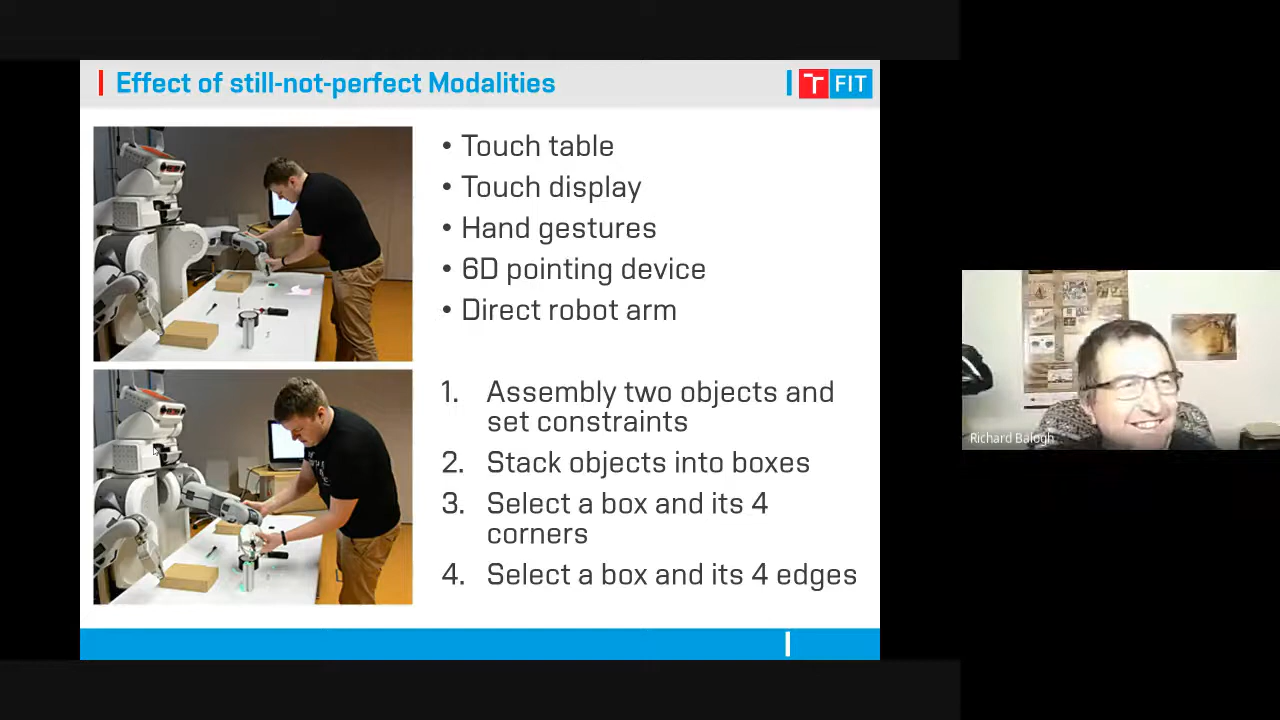 Effect of still-not-perfect Modalities
T FIT
• Touch table
• Touch display
• Hand gestures
• 6D pointing device
• Direct robot arm
1. Assembly two objects and
set constraints
2. Stack objects into boxes
3. Select a box and its 4
corners
4. Select a box and its 4 edges
Richard Balogh